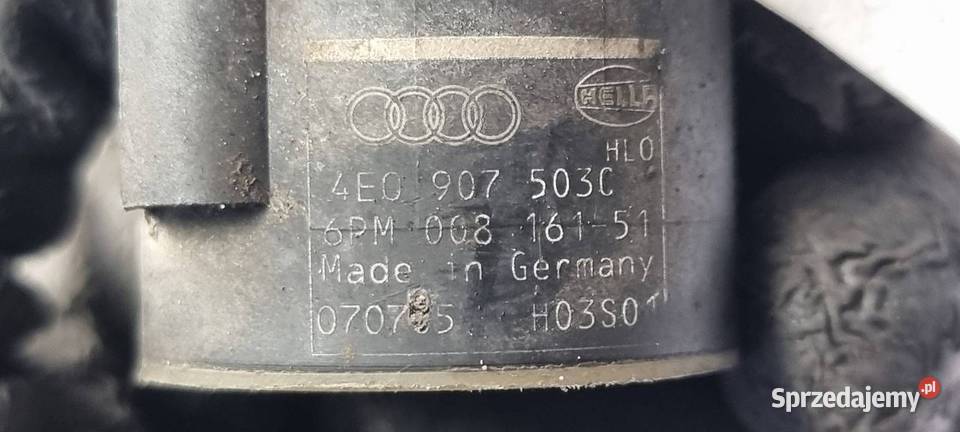 HELLA
HLO
4E0 907 503C
6PM 008 161-51
Made in Germany
H03S01
Sprzedajemy.pl